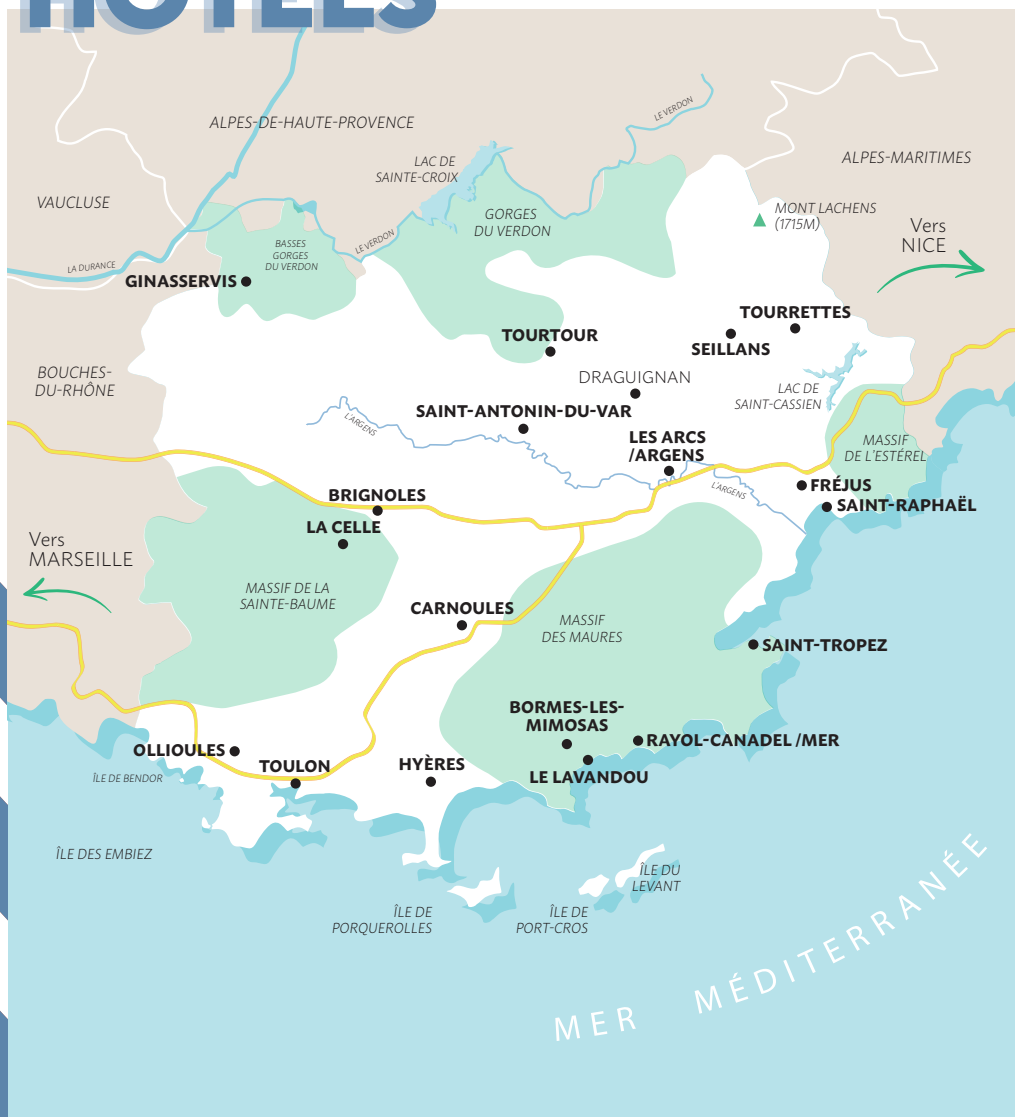 HÔTELS
ALPES-DE-HAUTE-PROVENCE
LE VERDON
LAC DE
SAINTE-CROIX
ALPES-MARITIMES
VAUCLUSE
GORGES
DU VERDON
MONT LACHENS
(1715M)
Vers
NICE
BASSES
GORGES
DU VERDON
LE VERDON
LA DURANCE
GINASSERVIS
TOURRETTES
TOURTOUR
SEILLANS
BOUCHES-
DU-RHÔNE
DRAGUIGNAN
LAC DE
SAINT-CASSIEN
SAINT-ANTONIN-DU-VAR
L'ARGENS
LES ARCS
/ARGENS
MASSIF
DE L'ESTÉREL
BRIGNOLES
L'ARGENS
FRÉJUS
SAINT-RAPHAËL
LA CELLE
Vers
MARSEILLE
MASSIF DE LA
SAINTE-BAUME
CARNOULES
MASSIF
DES MAURES
SAINT-TROPEZ
BORMES-LES-
MIMOSAS
RAYOL-CANADEL /MER
OLLIOULES
TOULON
HYÈRES
LE LAVANDOU
ÎLE DE BENDOR
ÎLE DES EMBIEZ
ÎLE DU
LEVANT
ÎLE DE
PORQUEROLLES
ÎLE DE
PORT-CROS
MER MÉDITERRANÉE